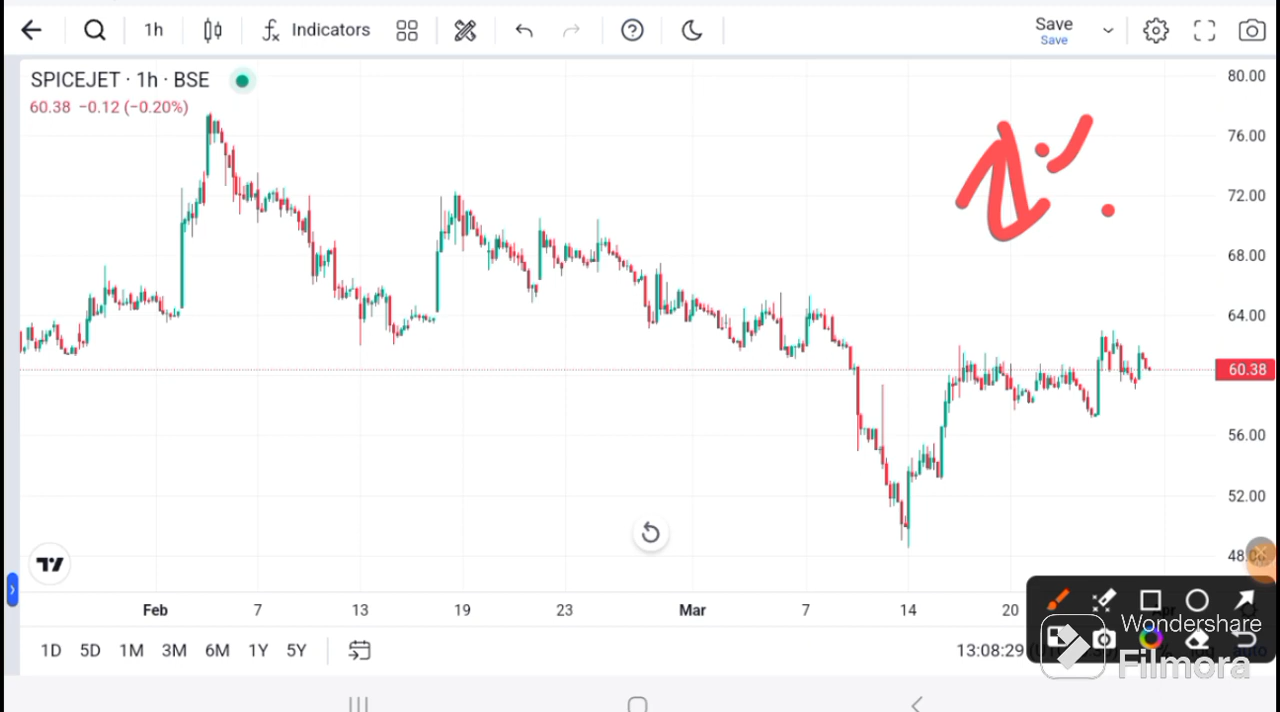 1h Indicators Save
Save
SPICEJET · 1h · BSE
60.38 −0.12 (−0.20%)
80.00
76.00
72.00
68.00
64.00
60.38
56.00
52.00
Feb 7 13 19 23 Mar 7 14 20
Wondershare
Filmora
1D 5D 1M 3M 6M 1Y 5Y 13:08:29